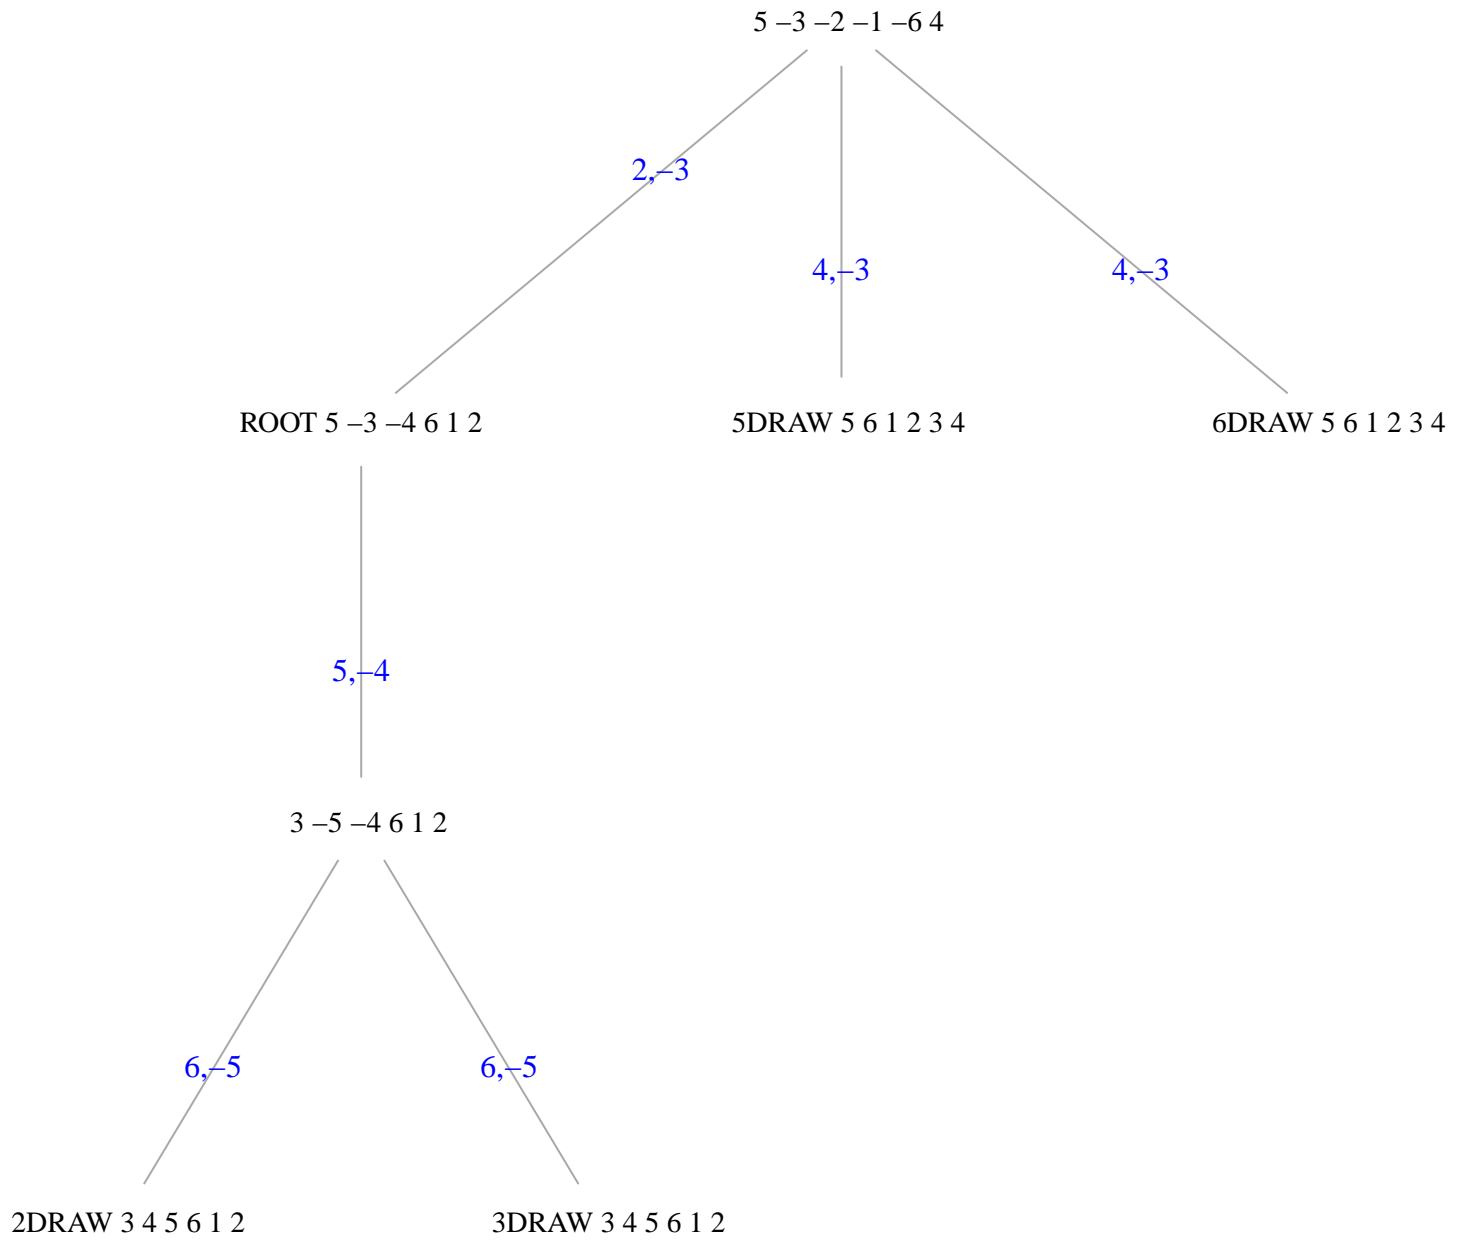 5 –3 –2 –1 –6 4
2,–3
4,–3
4,–3
ROOT 5 –3 –4 6 1 2
5DRAW 5 6 1 2 3 4
6DRAW 5 6 1 2 3 4
5,–4
3 –5 –4 6 1 2
6,–5
6,–5
2DRAW 3 4 5 6 1 2
3DRAW 3 4 5 6 1 2